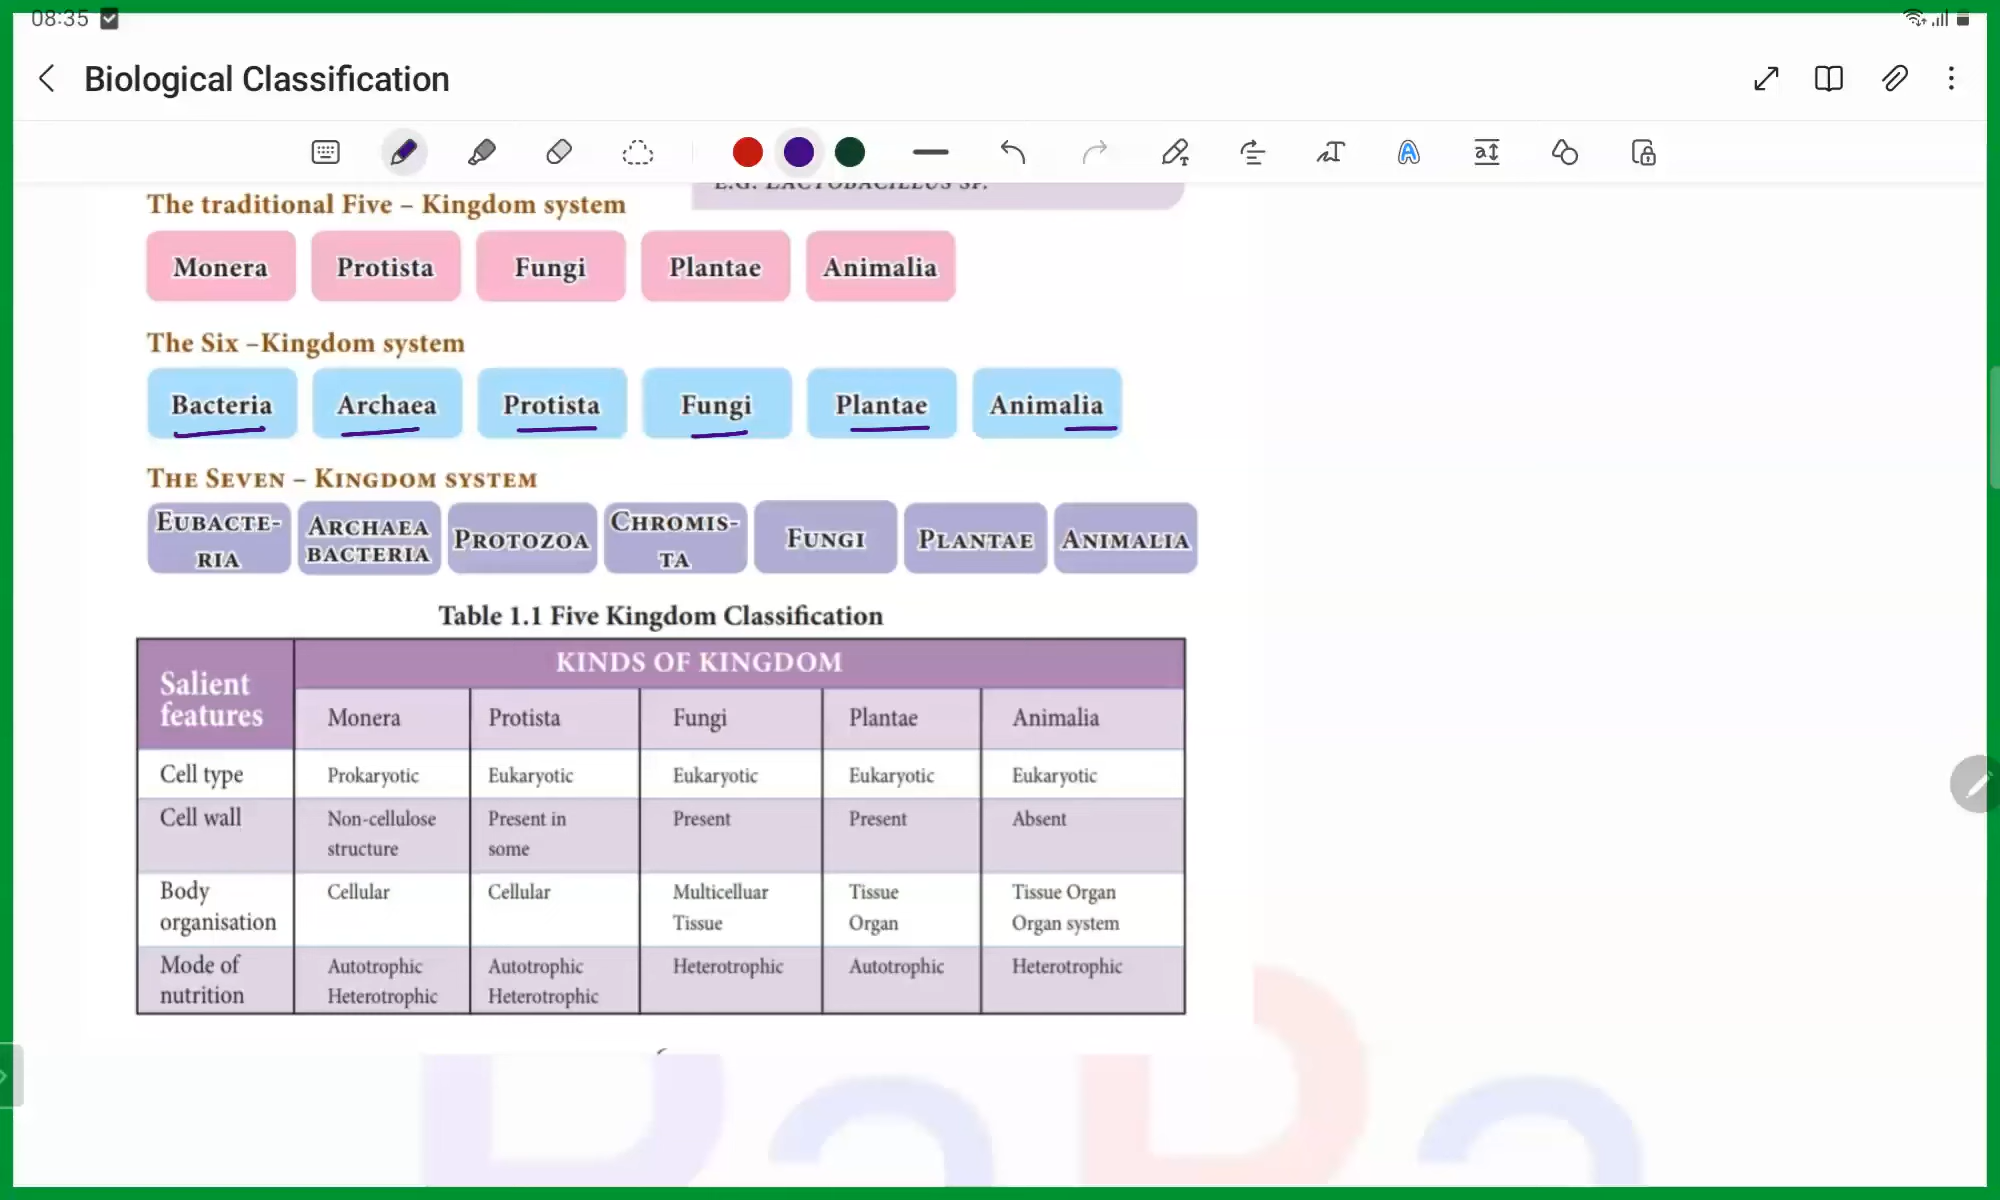 08:35
Biological Classification
E.G. LACTOBACILLUS SP.
The traditional Five – Kingdom system
Monera Protista Fungi Plantae Animalia
The Six –Kingdom system
Bacteria Archaea Protista Fungi Plantae Animalia
THE SEVEN – KINGDOM SYSTEM
EUBACTE-
RIA
ARCHAEA
BACTERIA
PROTOZOA
CHROMIS-
TA
FUNGI
PLANTAE
ANIMALIA
Table 1.1 Five Kingdom Classification
Salient
features
KINDS OF KINGDOM
Monera Protista Fungi Plantae Animalia
Cell type Prokaryotic Eukaryotic Eukaryotic Eukaryotic Eukaryotic
Cell wall Non-cellulose Present in Present Present Absent
structure some
Body Cellular Cellular Multicelluar Tissue Tissue Organ
organisation Tissue Organ Organ system
Mode of Autotrophic Autotrophic Heterotrophic Autotrophic Heterotrophic
nutrition Heterotrophic Heterotrophic